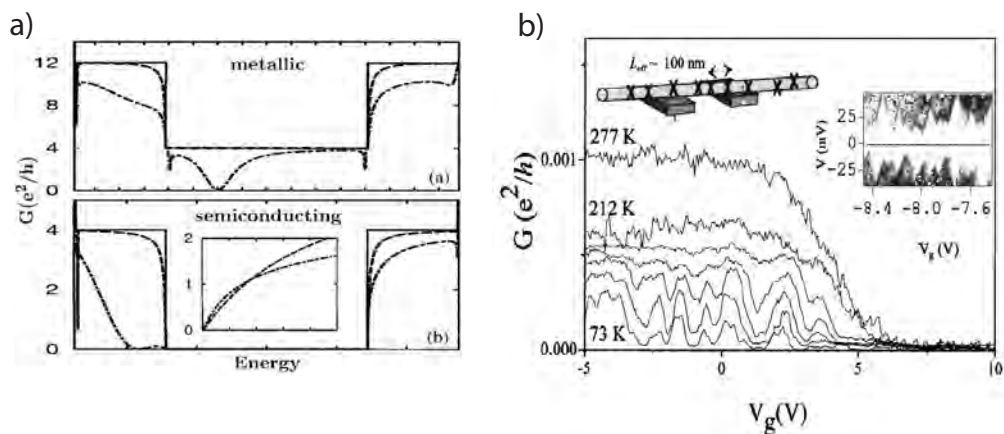 a)
12
8
4
0
G(e²/h)
metallic
(a)
4
2
0
semiconducting
2
1
0
(b)
Energy
b)
L_eff ~ 100 nm
277 K
212 K
73 K
0.001
0.000
G (e²/h)
-5
0
5
10
V_g(V)
25
0
−25
V (mV)
−8.4
−8.0
−7.6
V_g (V)